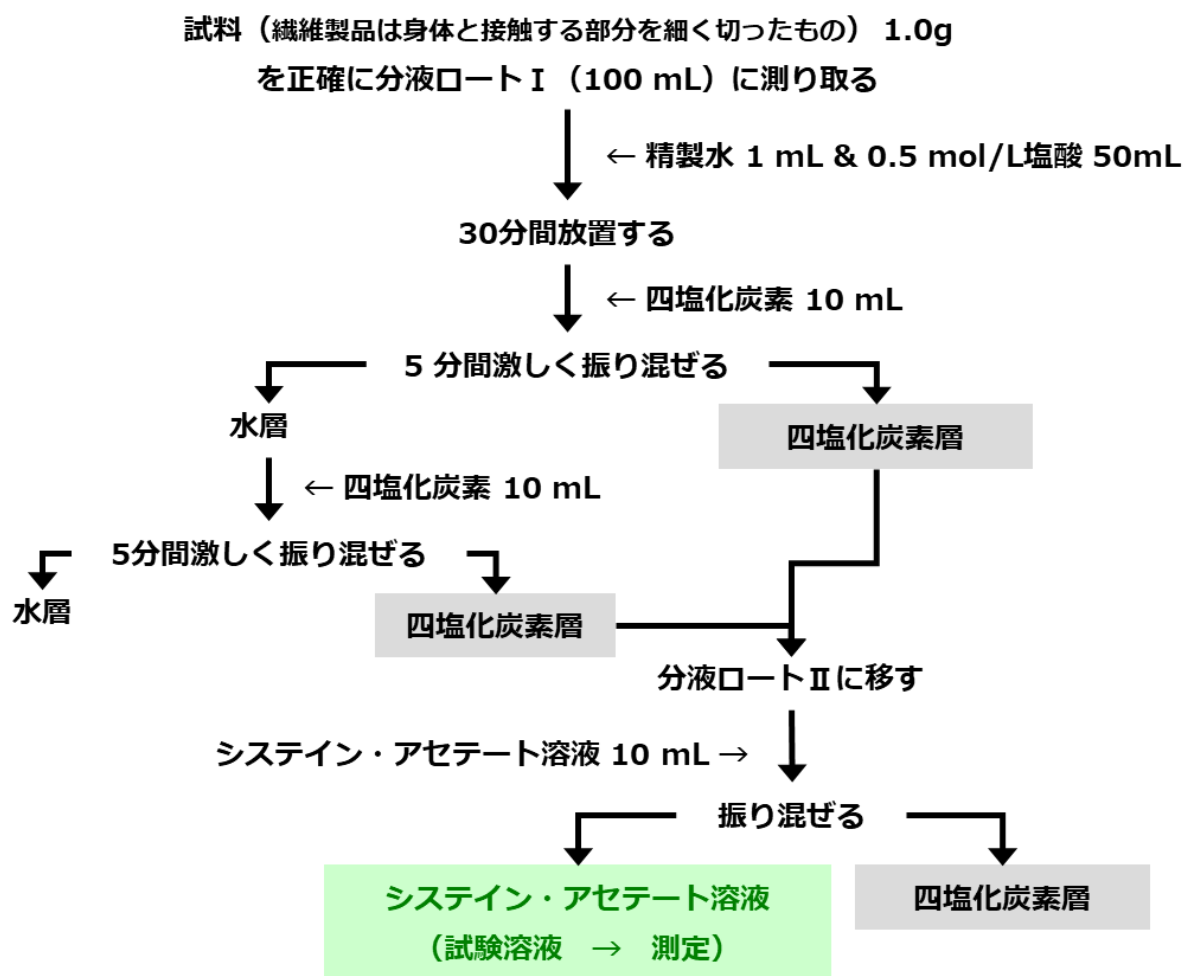 試料（繊維製品は身体と接触する部分を細く切ったもの） 1.0g
を正確に分液ロートⅠ（100 mL）に測り取る
← 精製水 1 mL & 0.5 mol/L塩酸 50mL
30分間放置する
← 四塩化炭素 10 mL
5 分間激しく振り混ぜる
水層
四塩化炭素層
← 四塩化炭素 10 mL
5分間激しく振り混ぜる
水層
四塩化炭素層
分液ロートⅡに移す
システイン・アセテート溶液 10 mL →
振り混ぜる
システイン・アセテート溶液
（試験溶液　→　測定）
四塩化炭素層